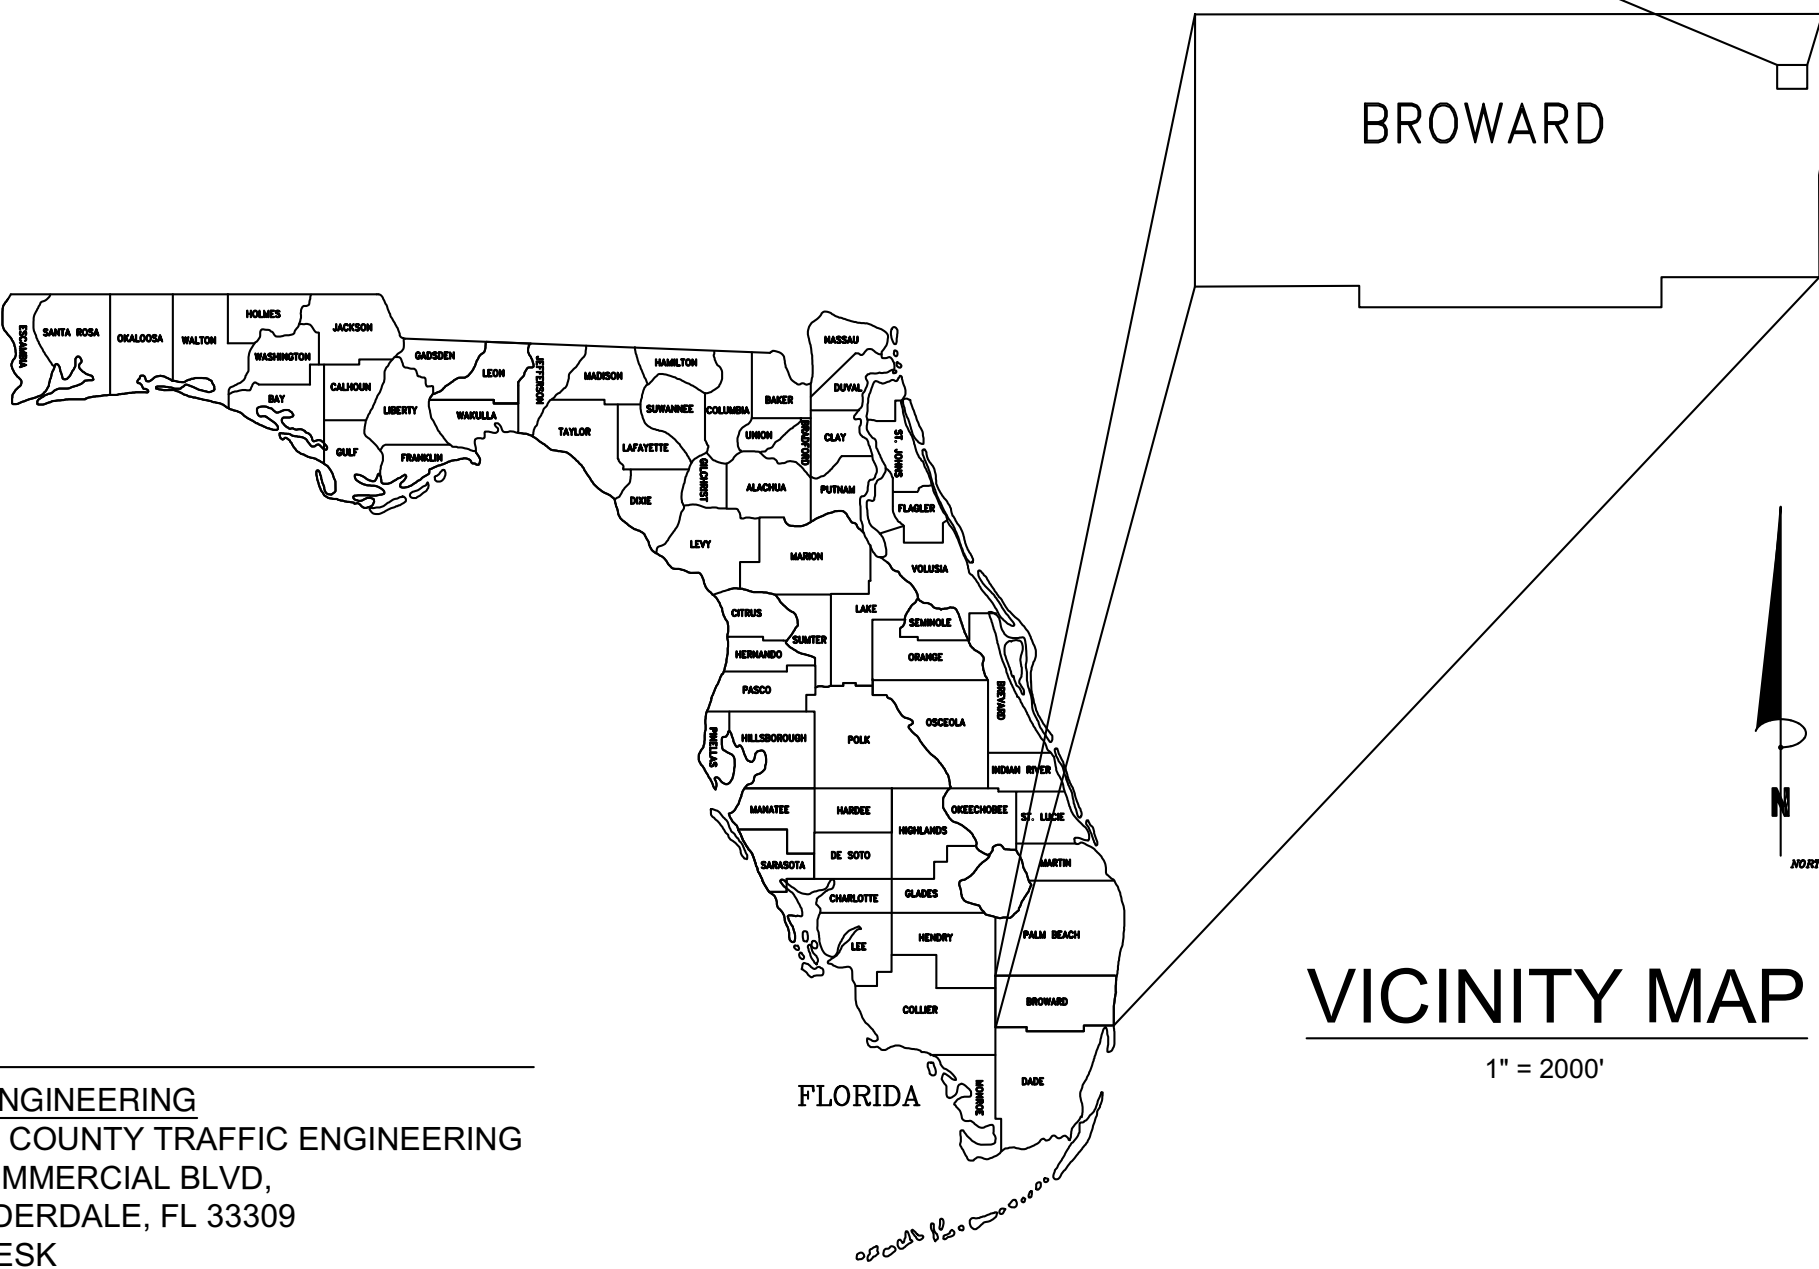 BROWARD
ESCAMBIA
SANTA ROSA
OKALOOSA
WALTON
HOLMES
WASHINGTON
JACKSON
BAY
CALHOUN
GULF
GADSDEN
LIBERTY
FRANKLIN
LEON
WAKULLA
JEFFERSON
MADISON
TAYLOR
HAMILTON
SUWANNEE
LAFAYETTE
COLUMBIA
DIXIE
GILCHRIST
BAKER
UNION
BRADFORD
ALACHUA
NASSAU
DUVAL
CLAY
PUTNAM
ST. JOHNS
FLAGLER
LEVY
MARION
VOLUSIA
CITRUS
SUMTER
LAKE
SEMINOLE
HERNANDO
ORANGE
PASCO
BREVARD
PINELLAS
HILLSBOROUGH
POLK
OSCEOLA
INDIAN RIVER
MANATEE
HARDEE
HIGHLANDS
OKEECHOBEE
ST. LUCIE
SARASOTA
DE SOTO
MARTIN
CHARLOTTE
GLADES
LEE
HENDRY
PALM BEACH
COLLIER
BROWARD
MONROE
DADE
FLORIDA
N
NORT
VICINITY MAP
1" = 2000'
NGINEERING
COUNTY TRAFFIC ENGINEERING
MMERCIAL BLVD,
DERDALE, FL 33309
ESK